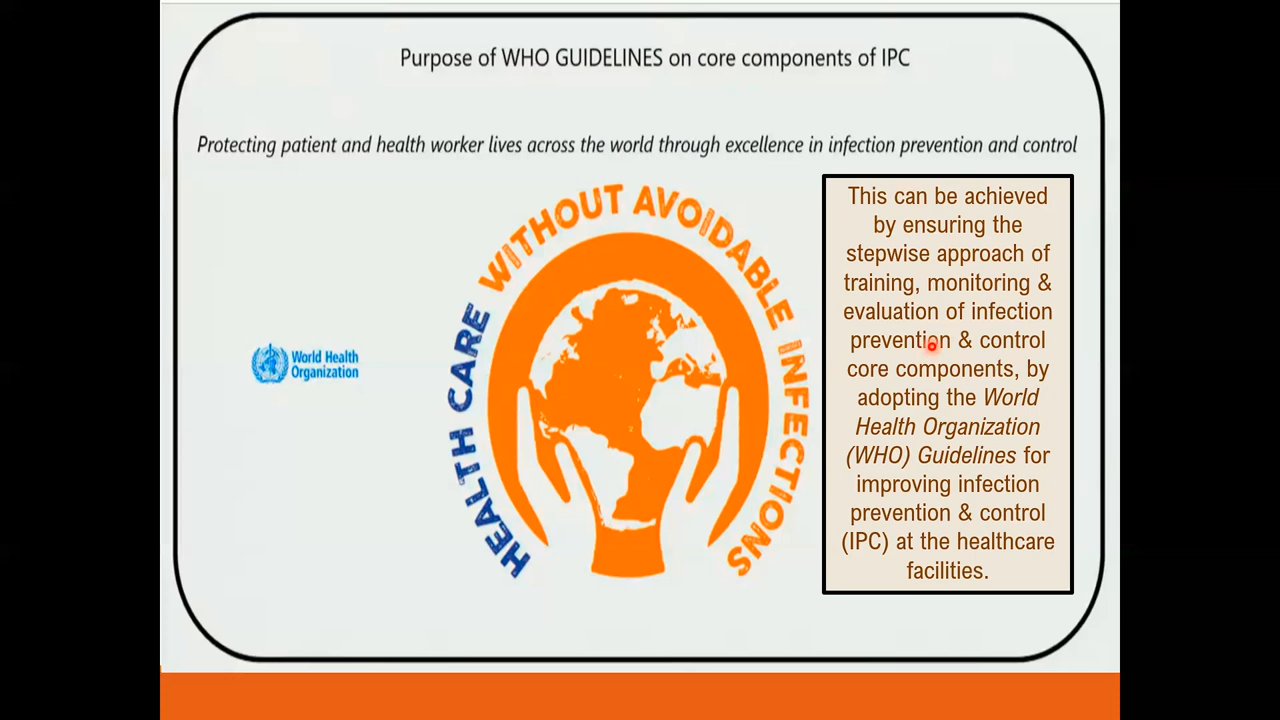 Purpose of WHO GUIDELINES on core components of IPC
Protecting patient and health worker lives across the world through excellence in infection prevention and control
HEALTH CARE WITHOUT AVOIDABLE INFECTIONS
World Health
Organization
This can be achieved
by ensuring the
stepwise approach of
training, monitoring &
evaluation of infection
prevention & control
core components, by
adopting the World
Health Organization
(WHO) Guidelines for
improving infection
prevention & control
(IPC) at the healthcare
facilities.